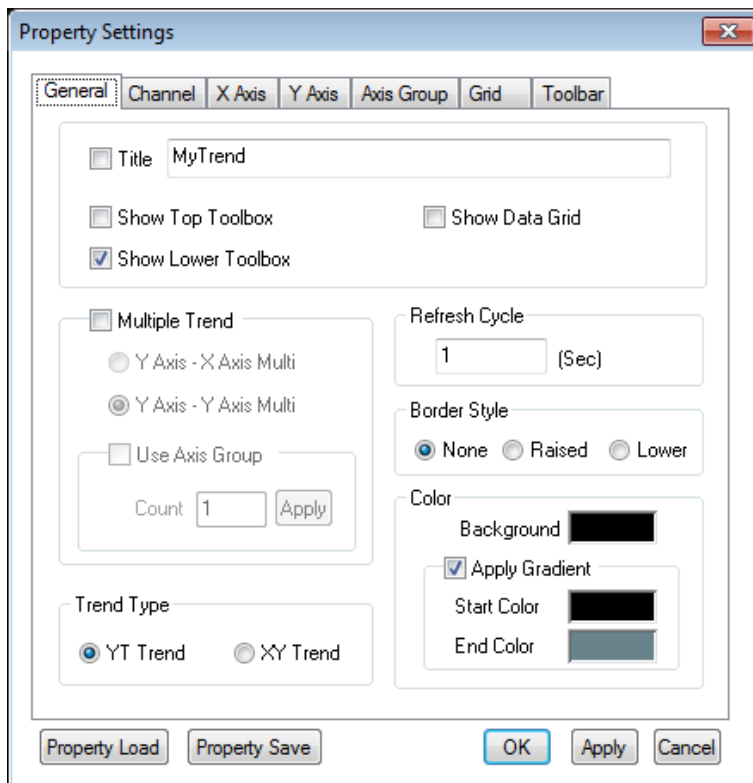 Property Settings
General Channel X Axis Y Axis Axis Group Grid Toolbar
Title MyTrend
Show Top Toolbox Show Data Grid
Show Lower Toolbox
Multiple Trend
Y Axis - X Axis Multi
Y Axis - Y Axis Multi
Use Axis Group
Count 1 Apply
Trend Type
YT Trend XY Trend
Refresh Cycle
1 (Sec)
Border Style
None Raised Lower
Color
Background
Apply Gradient
Start Color
End Color
Property Load Property Save OK Apply Cancel